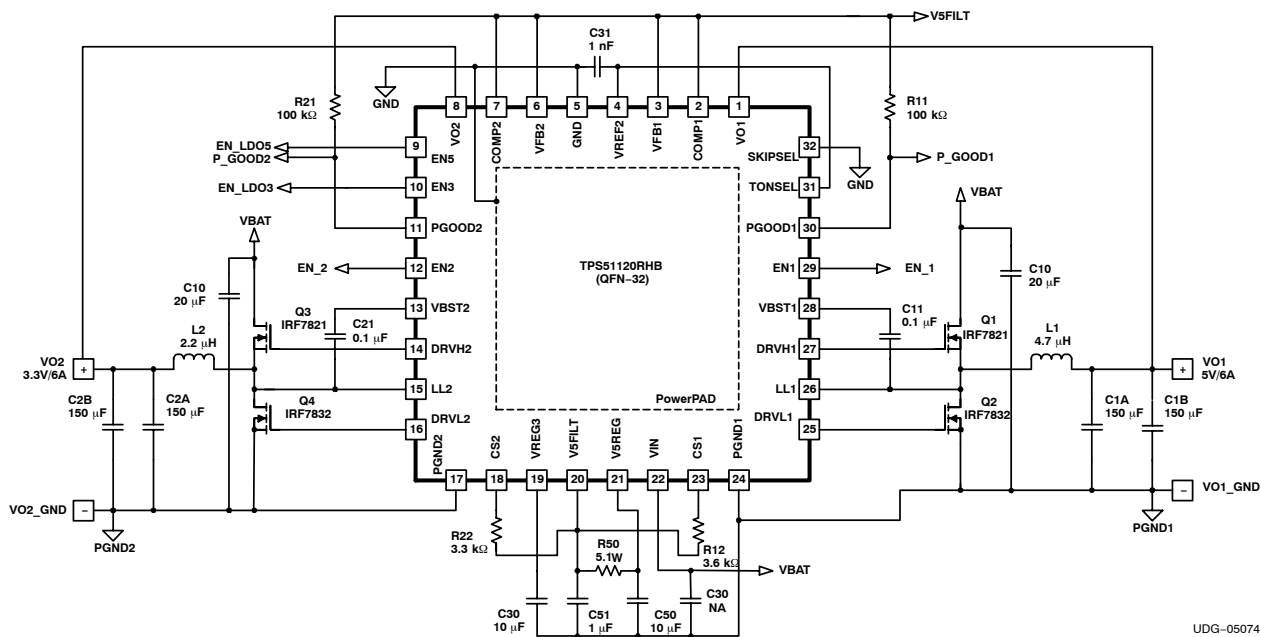 V5FILT
C31
1 nF
GND
R21
100 kΩ
R11
100 kΩ
8
7
6
5
4
3
2
1
VO2
COMP2
VFB2
GND
VREF2
VFB1
COMP1
VO1
EN_LDO5
P_GOOD2
9
EN5
SKIPSEL
32
GND
P_GOOD1
EN_LDO3
10
EN3
TONSEL
31
VBAT
11
PGOOD2
PGOOD1
30
VBAT
TPS51120RHB
(QFN−32)
EN_2
12
EN2
EN1
29
EN_1
C10
20 μF
Q3
IRF7821
C21
0.1 μF
13
VBST2
VBST1
28
C11
0.1 μF
Q1
IRF7821
C10
20 μF
L2
2.2 μH
14
DRVH2
DRVH1
27
L1
4.7 μH
VO2
3.3V/6A
+
15
LL2
LL1
26
+
VO1
5V/6A
C2B
150 μF
C2A
150 μF
Q4
IRF7832
PowerPAD
Q2
IRF7832
C1A
150 μF
C1B
150 μF
16
DRVL2
DRVL1
25
PGND2
CS2
VREG3
V5FILT
V5REG
VIN
CS1
PGND1
17
18
19
20
21
22
23
24
VO2_GND
−
PGND2
−
VO1_GND
PGND1
R22
3.3 kΩ
R50
5.1W
R12
3.6 kΩ
VBAT
C30
10 μF
C51
1 μF
C50
10 μF
C30
NA
UDG−05074